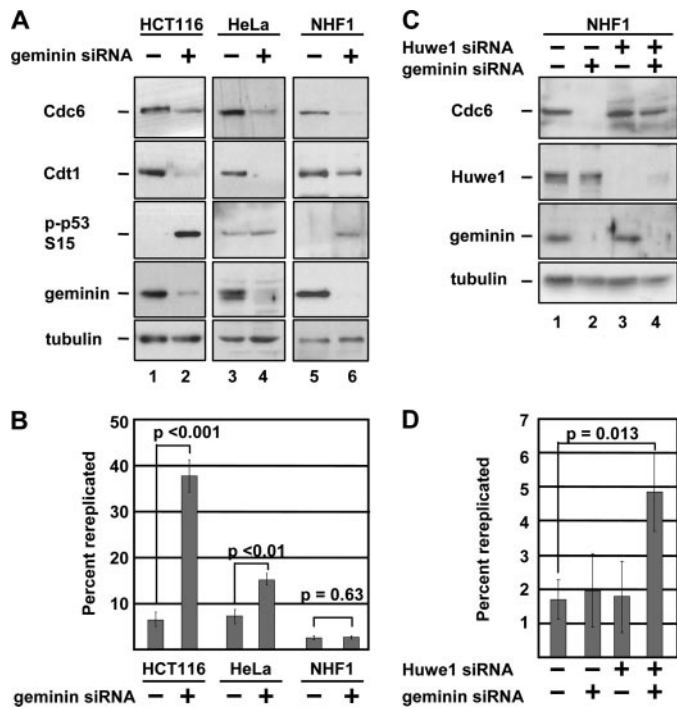 A
HCT116 HeLa NHF1
geminin siRNA − + − + − +
Cdc6 −
Cdt1 −
p-p53 −
S15
geminin −
tubulin −
1 2 3 4 5 6
B
Percent rereplicated
50
40
30
20
10
p <0.001
p <0.01
p = 0.63
HCT116 HeLa NHF1
geminin siRNA − + − + − +
C
NHF1
Huwe1 siRNA − − + +
geminin siRNA − + − +
Cdc6 −
Huwe1 −
geminin −
tubulin −
1 2 3 4
D
Percent rereplicated
7
6
5
4
3
2
1
p = 0.013
Huwe1 siRNA − − + +
geminin siRNA − + − +